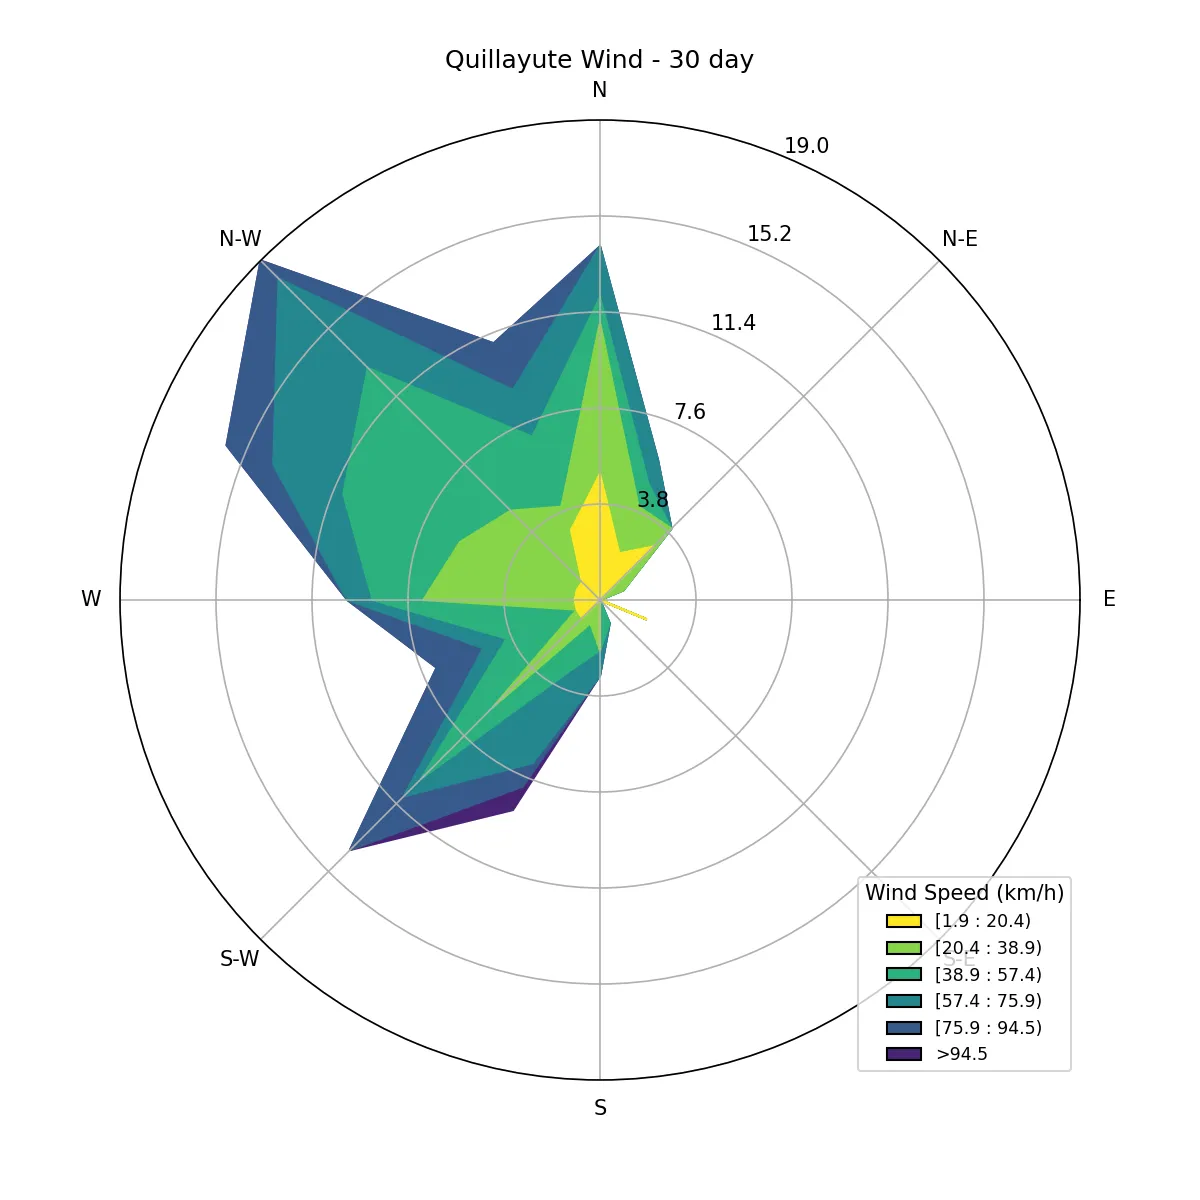 Quillayute Wind - 30 day
N
19.0
15.2
N-W
N-E
11.4
7.6
3.8
W
E
S-W
S-E
Wind Speed (km/h)
[1.9 : 20.4)
[20.4 : 38.9)
[38.9 : 57.4)
[57.4 : 75.9)
[75.9 : 94.5)
>94.5
S